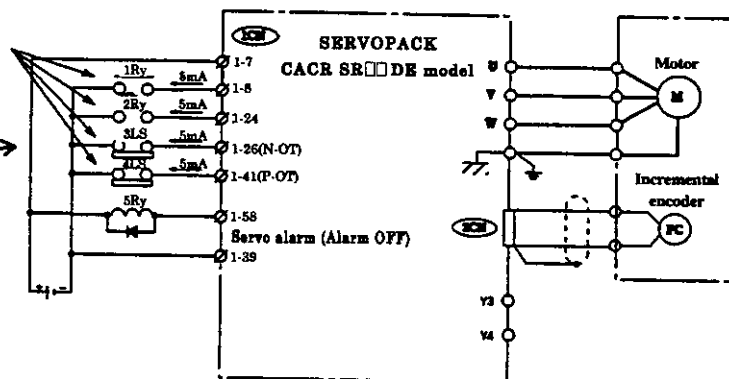 1CN
SERVOPACK
CACR SR□□ DE model
1-7
1Ry
5mA
1-8
2Ry
5mA
1-24
3LS
5mA
1-26(N-OT)
4LS
5mA
1-41(P-OT)
5Ry
1-58
Servo alarm (Alarm OFF)
1-39
+
-
U
V
W
Motor
M
Incremental
encoder
2CN
PG
Y3
Y4